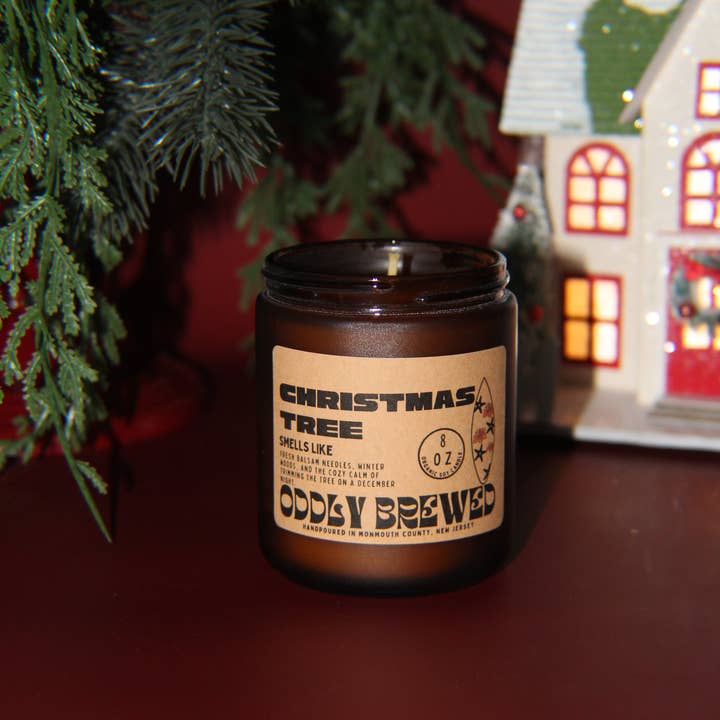 CHRISTMAS
TREE
SMELLS LIKE
FRESH BALSAM NEEDLES, WINTER
WOODS, AND THE COZY CALM OF
TRIMMING THE TREE ON A DECEMBER
NIGHT
8
OZ
ORGANIC SOY CANDLE
ODDLY BREWED
HANDPOURED IN MONMOUTH COUNTY, NEW JERSEY